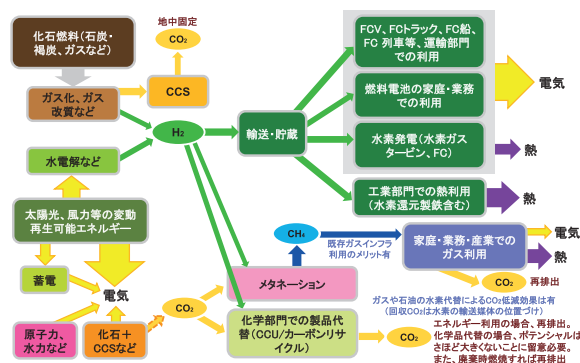 化石燃料(石炭・
褐炭、ガスなど)
地中固定
CO₂
ガス化、ガス
改質など
CCS
H₂
輸送・貯蔵
FCV、FCトラック、FC船、
FC 列車等、運輸部門
での利用
燃料電池の家庭・業務
での利用
水素発電(水素ガス
タービン、FC)
電気
熱
水電解など
工業部門での熱利用
(水素還元製鉄含む)
熱
太陽光、風力等の変動
再生可能エネルギー
CH₄
既存ガスインフラ
利用のメリット有
家庭・業務・産業での
ガス利用
電気
熱
蓄電
電気
CO₂
メタネーション
CO₂
再排出
ガスや石油の水素代替によるCO₂低減効果は有
(回収CO₂は水素の輸送媒体の位置づけ)
原子力、
水力など
化石＋
CCSなど
化学部門での製品代
替(CCU/カーボンリサ
イクル)
CO₂
エネルギー利用の場合、再排出。
化学品代替の場合、ポテンシャルは
さほど大きくないことに留意必要。
また、廃棄時燃焼すれば再排出